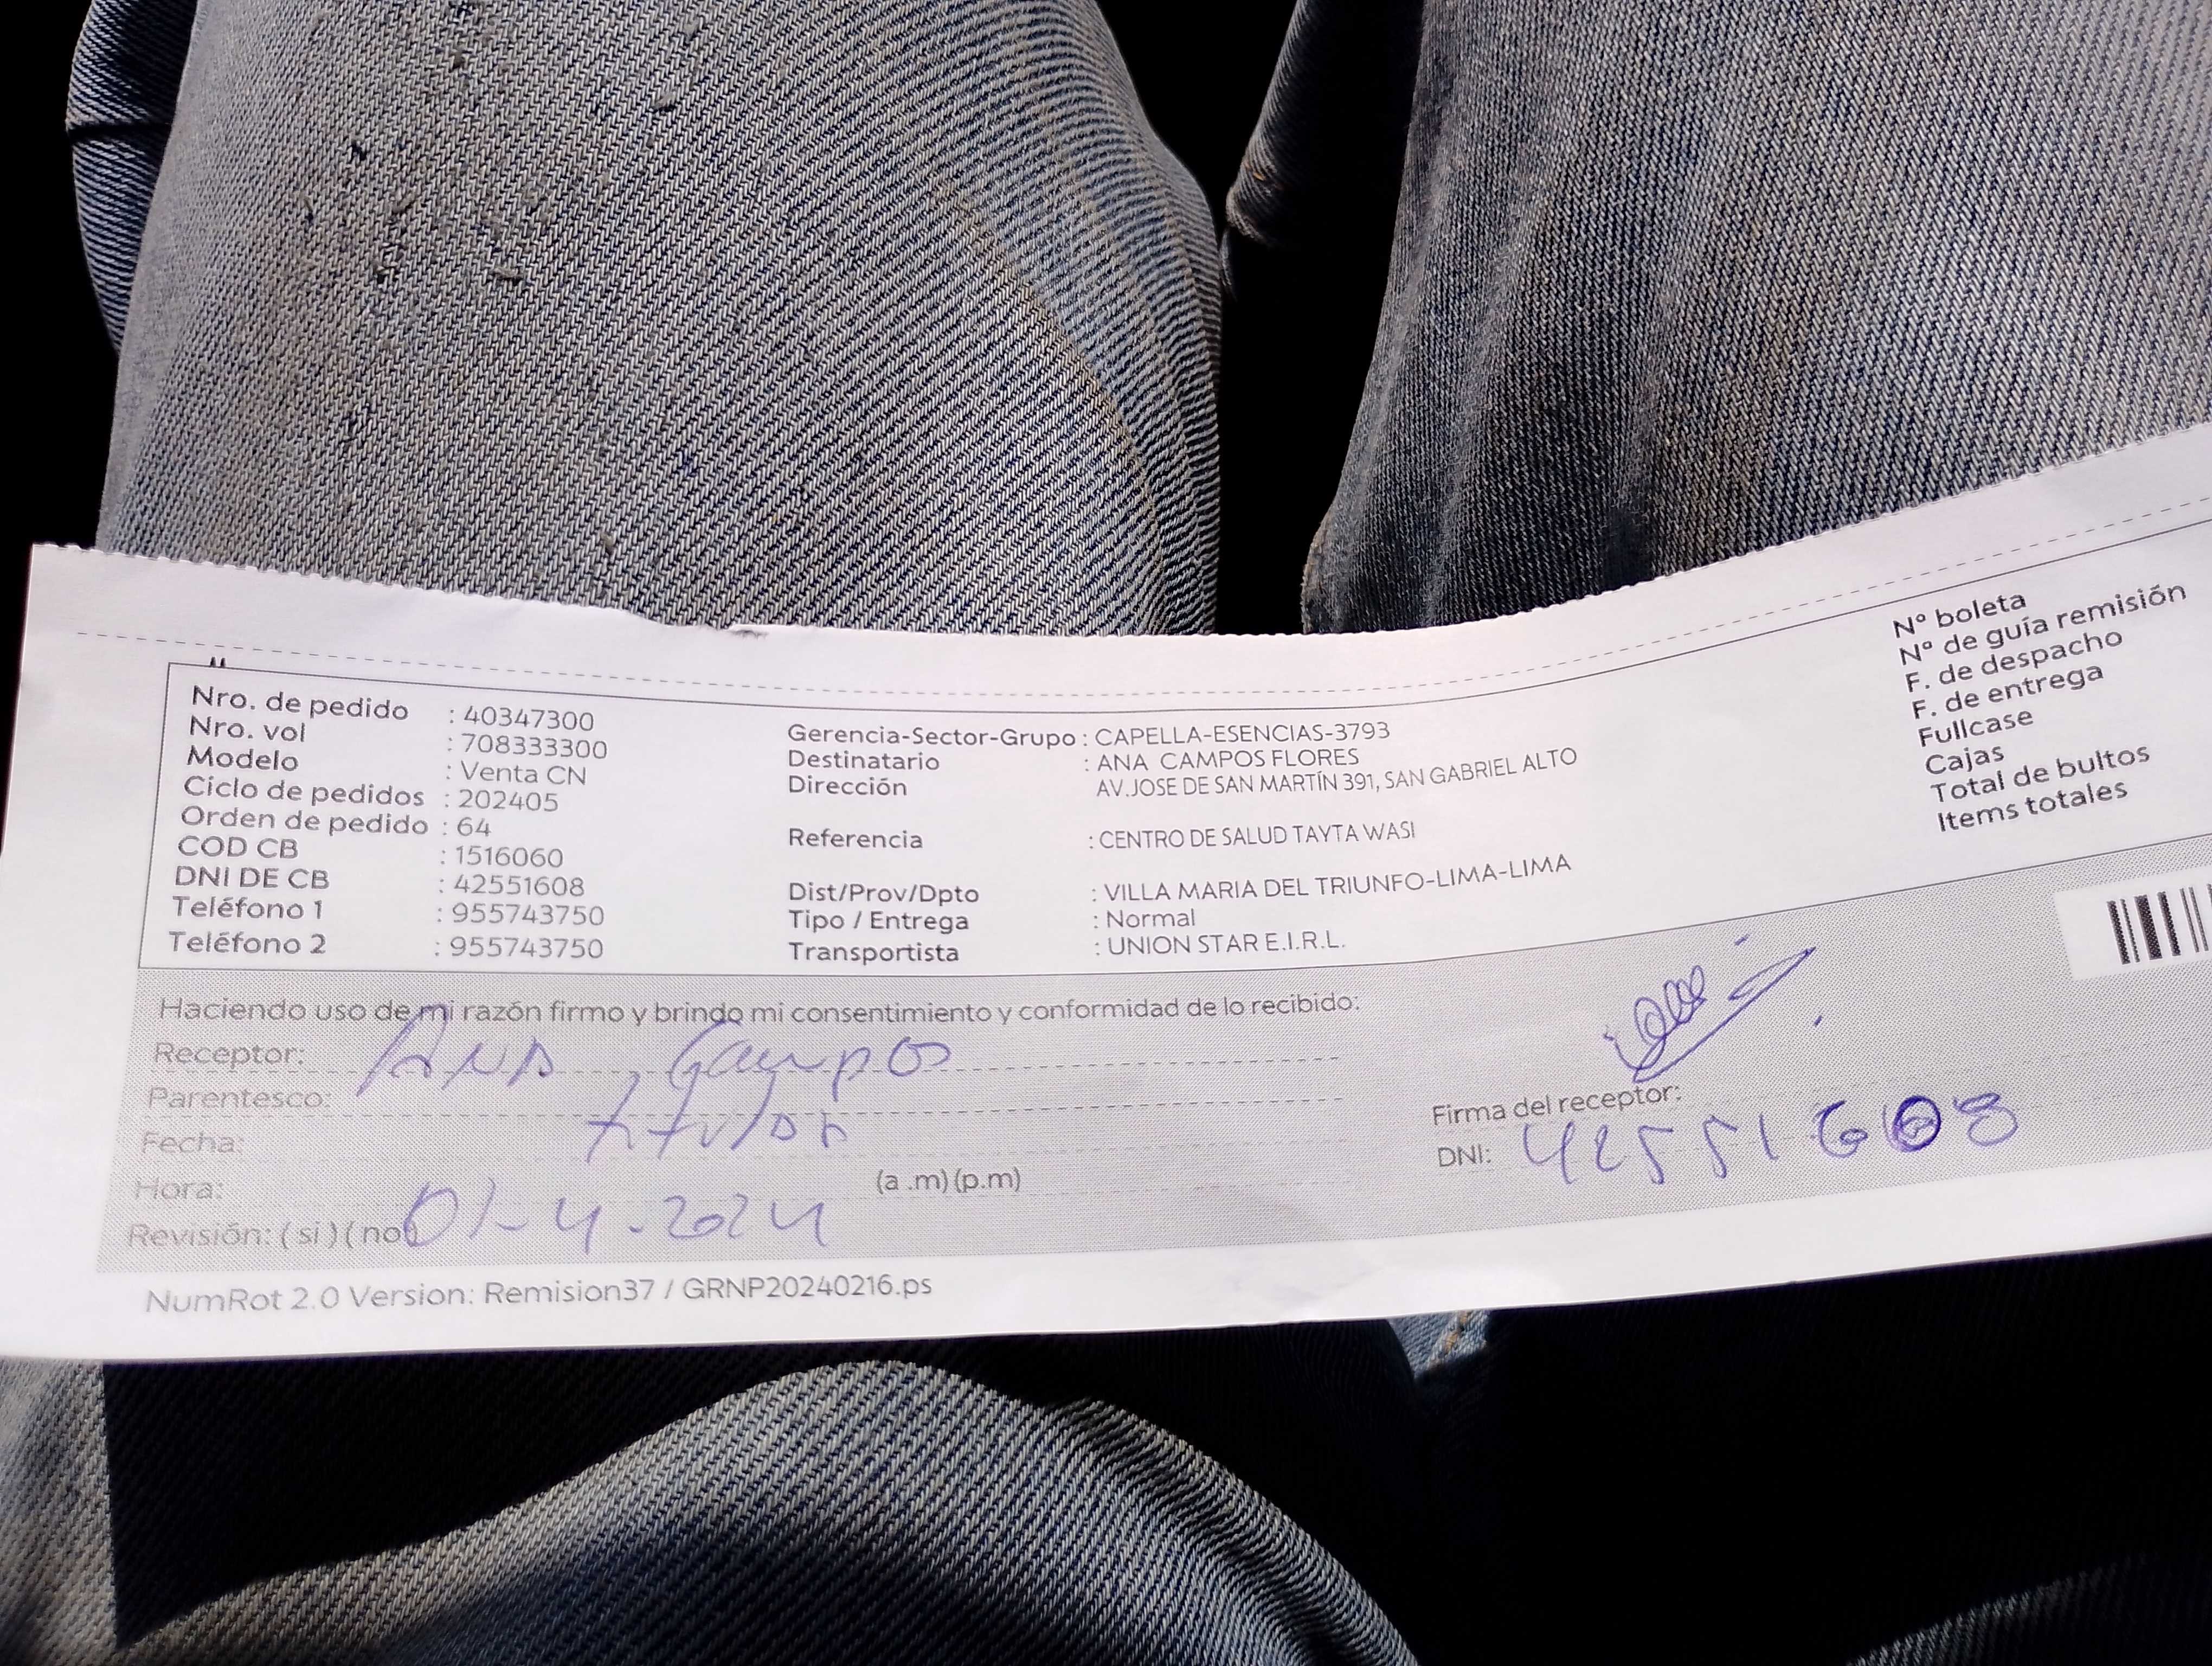 Nro. de pedido : 40347300
Nro. vol : 708333300
Modelo : Venta CN
Ciclo de pedidos : 202405
Orden de pedido : 64
COD CB : 1516060
DNI DE CB : 42551608
Teléfono 1 : 955743750
Teléfono 2 : 955743750
Gerencia-Sector-Grupo : CAPELLA-ESENCIAS-3793
Destinatario : ANA CAMPOS FLORES
Dirección AV.JOSE DE SAN MARTÍN 391, SAN GABRIEL ALTO
Referencia : CENTRO DE SALUD TAYTA WASI
Dist/Prov/Dpto : VILLA MARIA DEL TRIUNFO-LIMA-LIMA
Tipo / Entrega : Normal
Transportista : UNION STAR E.I.R.L.
N° boleta
N° de guía remisión
F. de despacho
F. de entrega
Fullcase
Cajas
Total de bultos
Items totales
Haciendo uso de mi razón firmo y brindo mi consentimiento y conformidad de lo recibido:
Receptor: ANA Campos
Parentesco: titular
Fecha:
Hora: (a .m) (p.m)
Revisión: ( si ) ( no ) 01-4-2024
Firma del receptor:
DNI: 42551608
NumRot 2.0 Version: Remision37 / GRNP20240216.ps